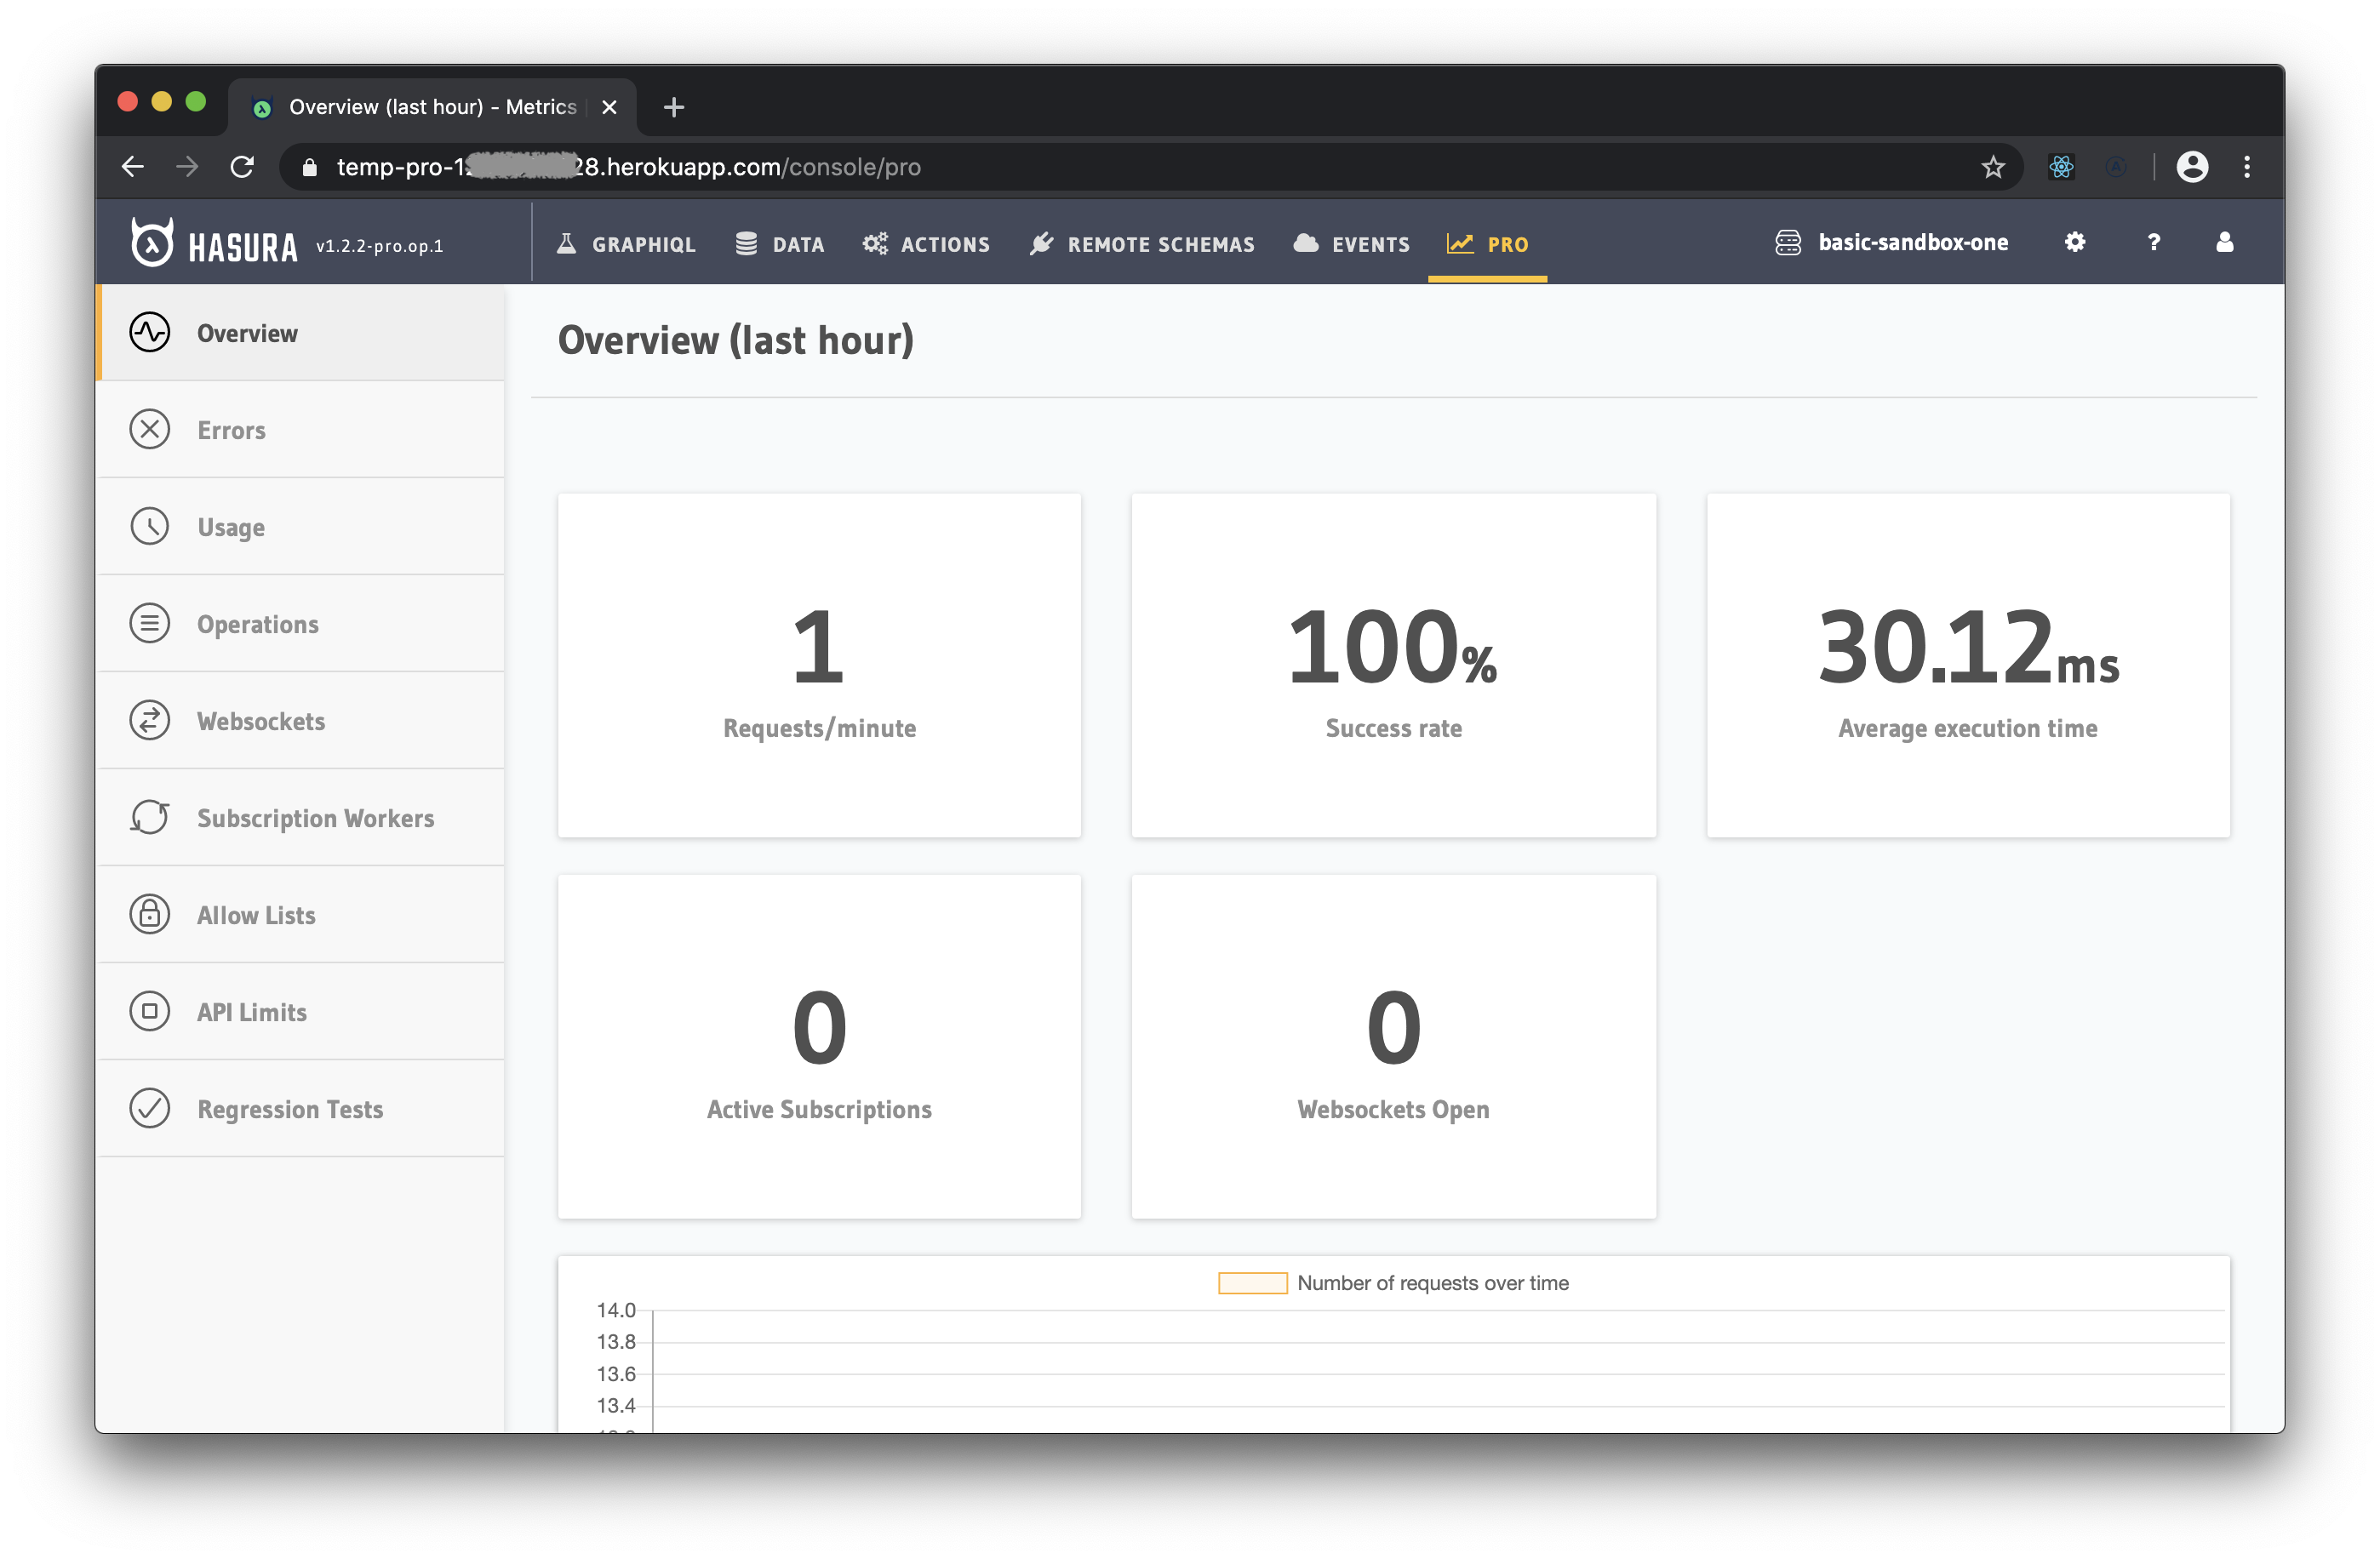 Overview (last hour) - Metrics
temp-pro-1 28.herokuapp.com/console/pro
HASURA v1.2.2-pro.op.1 GRAPHIQL DATA ACTIONS REMOTE SCHEMAS EVENTS PRO basic-sandbox-one ?
Overview
Errors
Usage
Operations
Websockets
Subscription Workers
Allow Lists
API Limits
Regression Tests
Overview (last hour)
1
Requests/minute
100%
Success rate
30.12ms
Average execution time
0
Active Subscriptions
0
Websockets Open
Number of requests over time
14.0
13.8
13.6
13.4